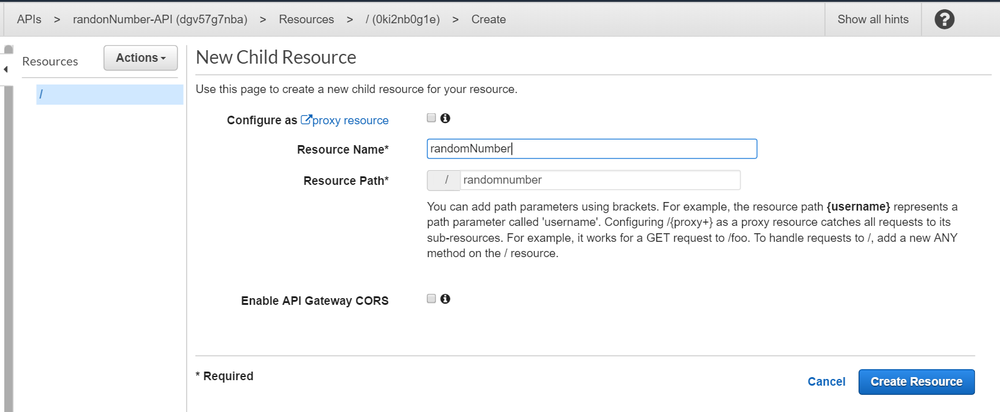 APIs > randonNumber-API (dgv57g7nba) > Resources > / (0ki2nb0g1e) > Create Show all hints ?
Resources Actions
New Child Resource
/
Use this page to create a new child resource for your resource.
Configure as proxy resource
Resource Name* randomNumber
Resource Path* / randomnumber
You can add path parameters using brackets. For example, the resource path {username} represents a
path parameter called 'username'. Configuring /{proxy+} as a proxy resource catches all requests to its
sub-resources. For example, it works for a GET request to /foo. To handle requests to /, add a new ANY
method on the / resource.
Enable API Gateway CORS
* Required
Cancel Create Resource